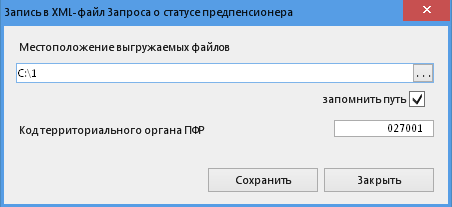 Запись в XML-файл Запроса о статусе предпенсионера
Местоположение выгружаемых файлов
C:\1
...
запомнить путь
Код территориального органа ПФР
027001
Сохранить
Закрыть